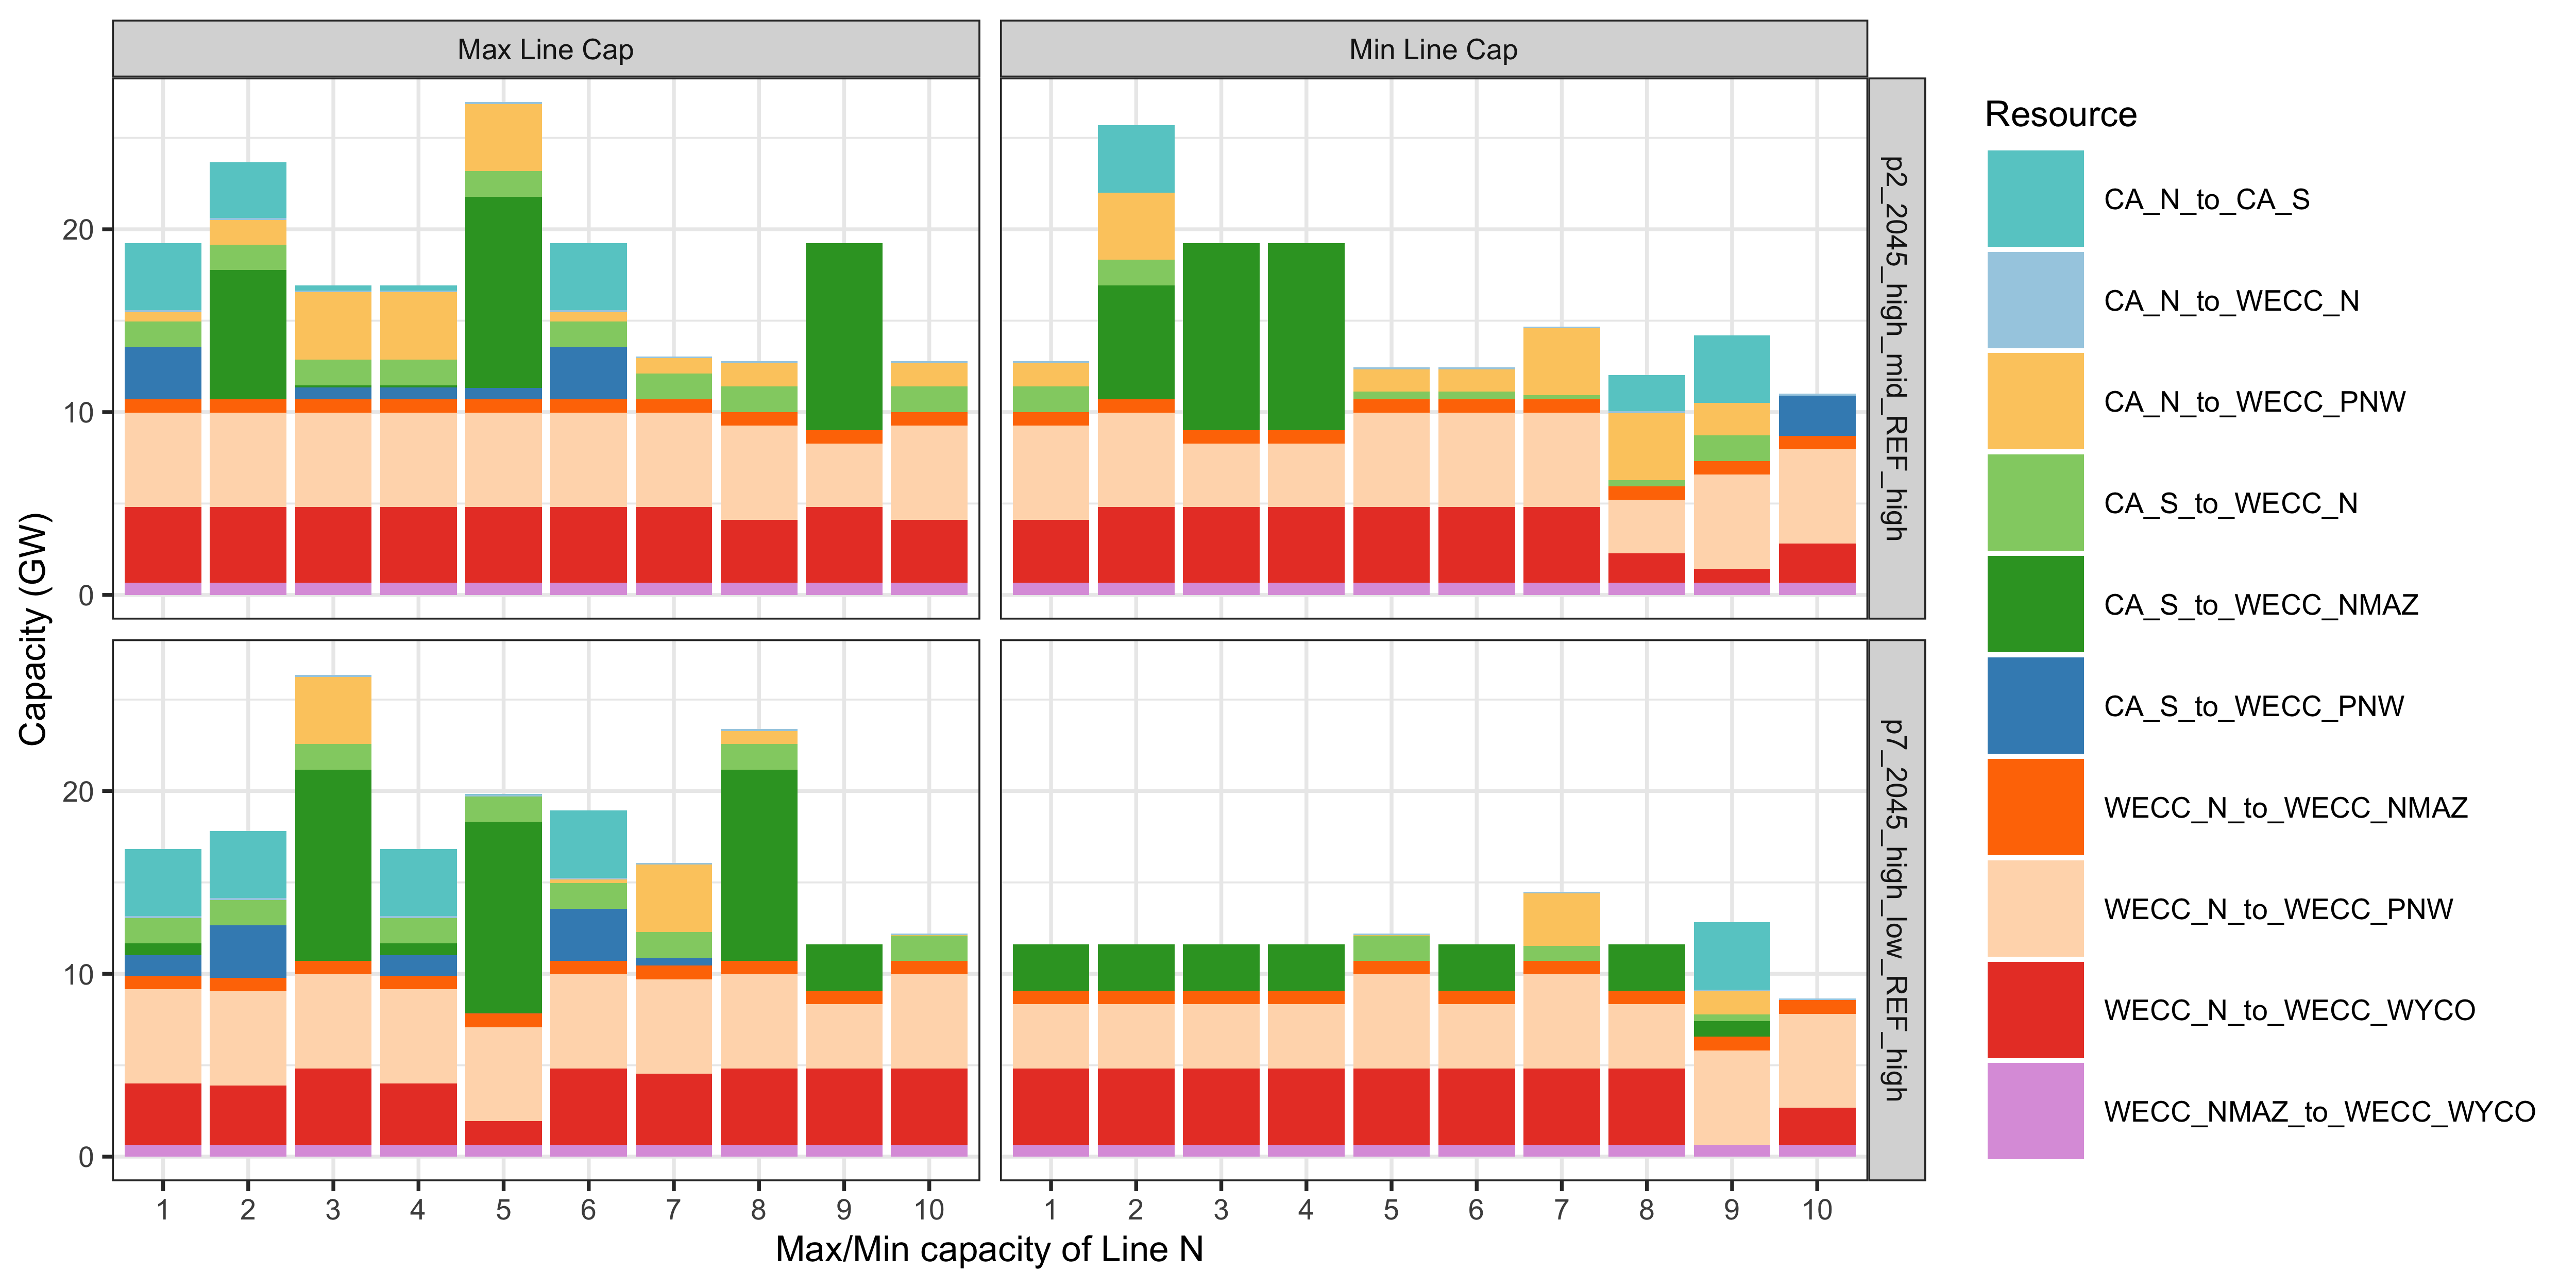 Max Line Cap
Min Line Cap
Capacity (GW)
20
10
0
p2_2045_high_mid_REF_high
20
10
0
p7_2045_high_low_REF_high
1 2 3 4 5 6 7 8 9 10
1 2 3 4 5 6 7 8 9 10
Max/Min capacity of Line N
Resource
CA_N_to_CA_S
CA_N_to_WECC_N
CA_N_to_WECC_PNW
CA_S_to_WECC_N
CA_S_to_WECC_NMAZ
CA_S_to_WECC_PNW
WECC_N_to_WECC_NMAZ
WECC_N_to_WECC_PNW
WECC_N_to_WECC_WYCO
WECC_NMAZ_to_WECC_WYCO